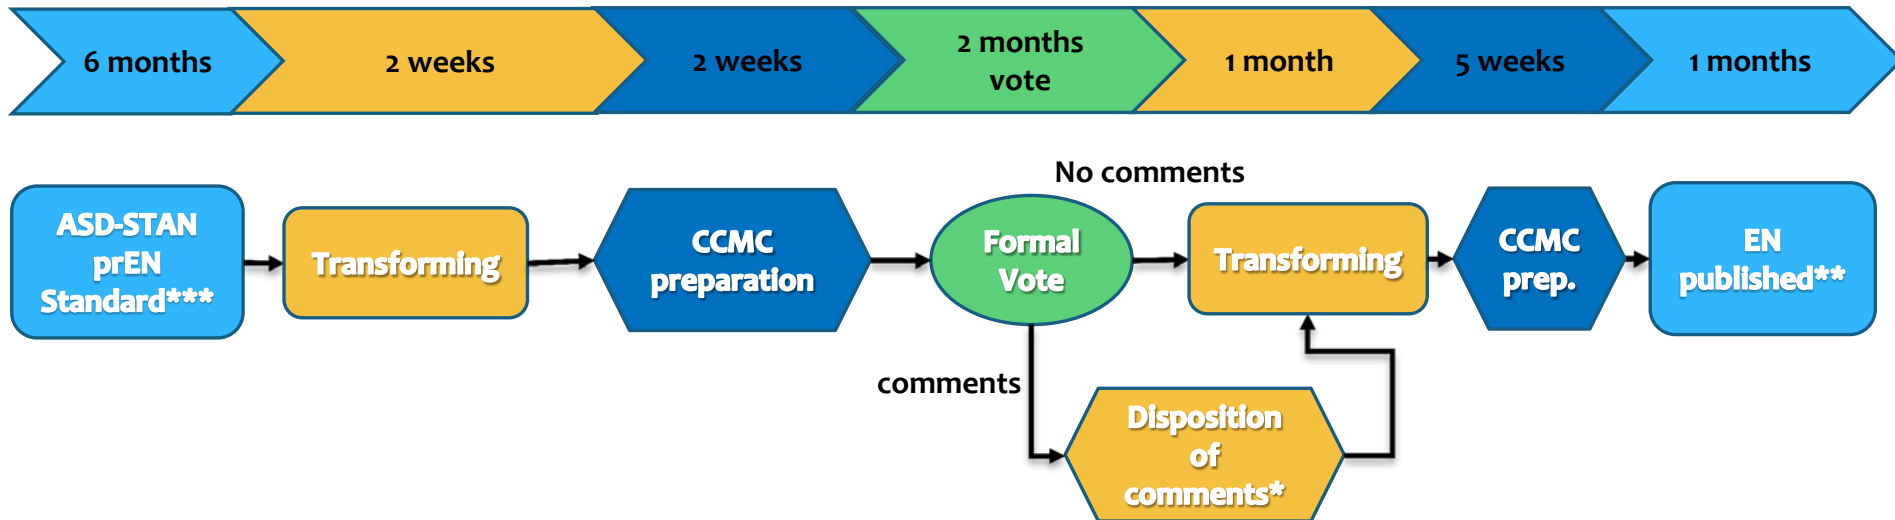 6 months
2 weeks
2 weeks
2 months
vote
1 month
5 weeks
1 months
No comments
ASD-STAN
prEN
Standard***
Transforming
CCMC
preparation
Formal
Vote
Transforming
CCMC
prep.
EN
published**
comments
Disposition
of
comments*